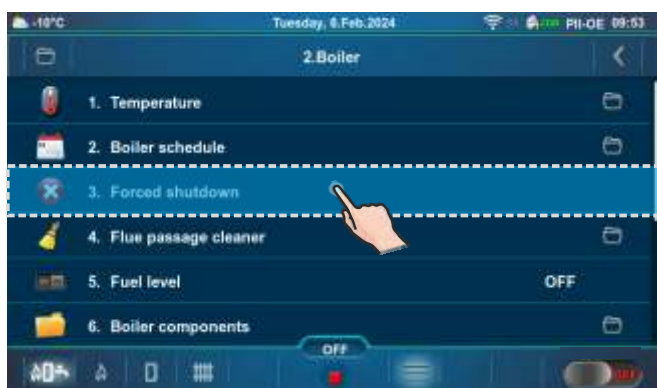 -10°C Tuesday, 6.Feb.2024 PII-OE 09:53
2.Boiler
1. Temperature
2. Boiler schedule
3. Forced shutdown
4. Flue passage cleaner
5. Fuel level OFF
6. Boiler components
OFF
OFF